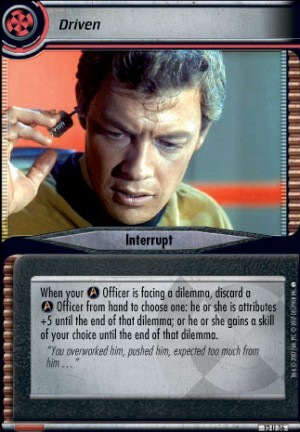 Driven
Interrupt
When your A Officer is facing a dilemma, discard a
A Officer from hand to choose one: he or she is attributes
+5 until the end of that dilemma; or he or she gains a skill
of your choice until the end of that dilemma.
"You overworked him, pushed him, expected too much from
him …"